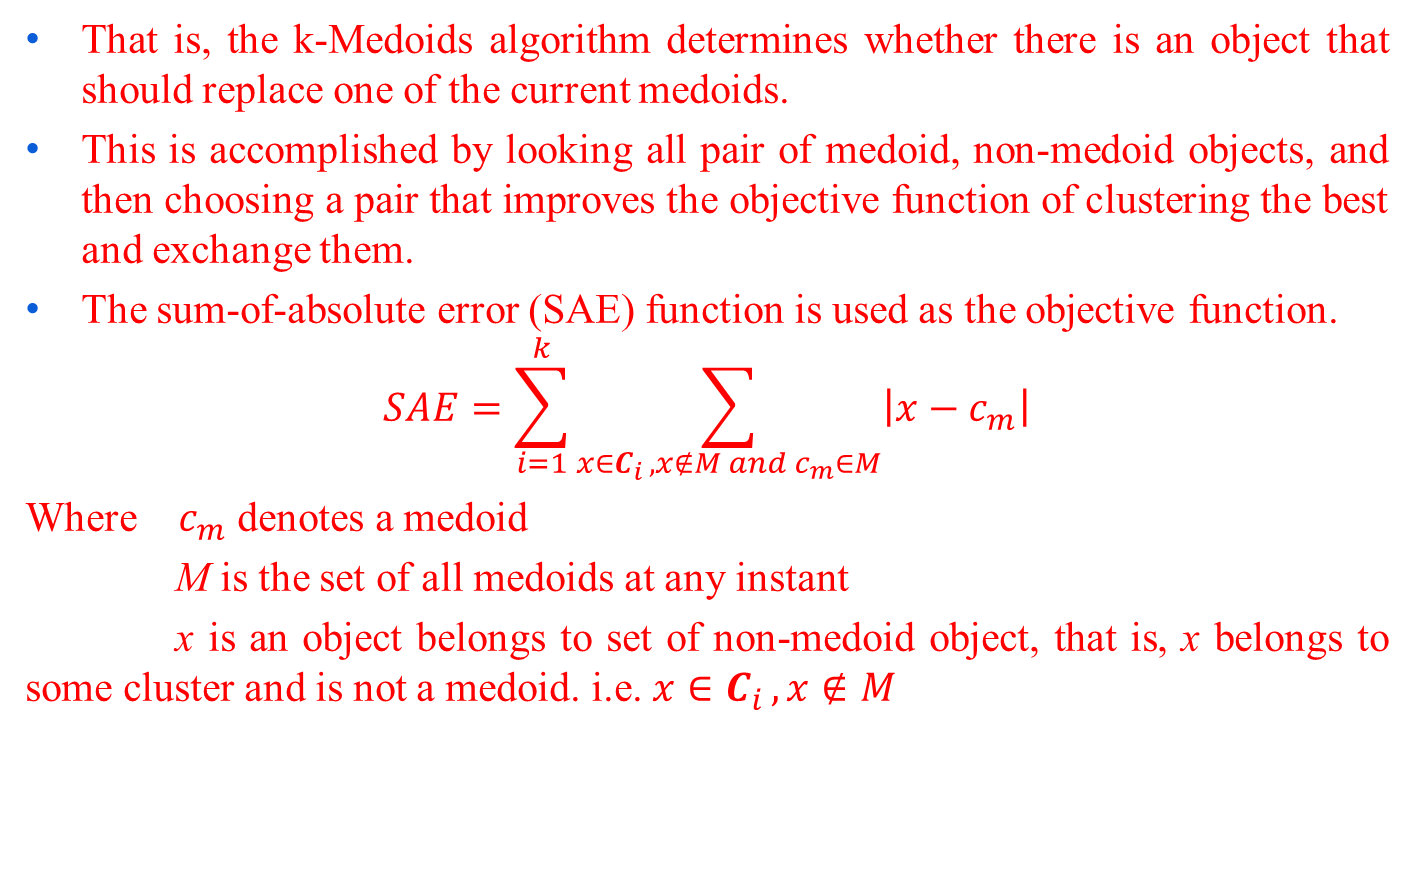 • That is, the k-Medoids algorithm determines whether there is an object that
should replace one of the current medoids.
• This is accomplished by looking all pair of medoid, non-medoid objects, and
then choosing a pair that improves the objective function of clustering the best
and exchange them.
• The sum-of-absolute error (SAE) function is used as the objective function.
k
SAE = ∑ ∑ |x − cₘ|
i=1 x∈Cᵢ ,x∉M and cₘ∈M
Where cₘ denotes a medoid
M is the set of all medoids at any instant
x is an object belongs to set of non-medoid object, that is, x belongs to
some cluster and is not a medoid. i.e. x ∈ Cᵢ , x ∉ M